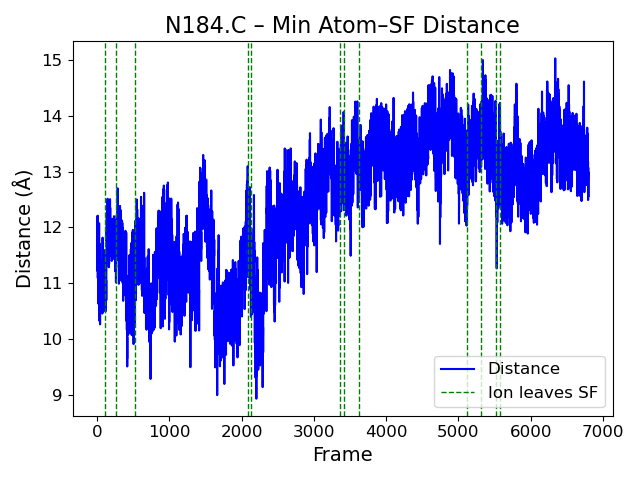 N184.C – Min Atom–SF Distance
Distance (Å)
15
14
13
12
11
10
9
Distance
Ion leaves SF
0 1000 2000 3000 4000 5000 6000 7000
Frame